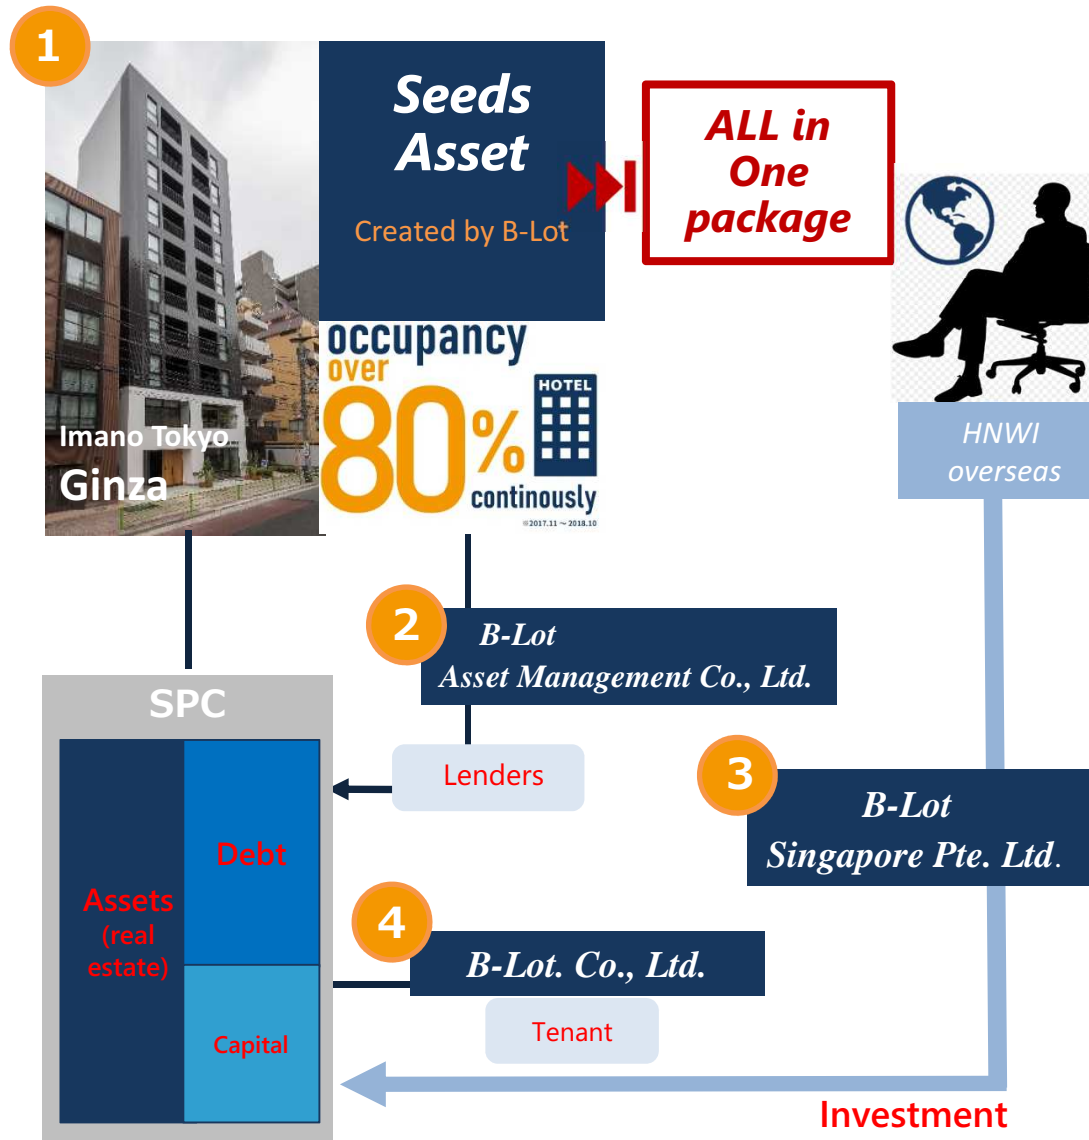 1
Seeds
Asset
Created by B-Lot
ALL in
One
package
occupancy
over
80%
HOTEL
continously
※2017.11 ～ 2018.10
Imano Tokyo
Ginza
HNWI
overseas
2
B-Lot
Asset Management Co., Ltd.
SPC
Lenders
3
B-Lot
Singapore Pte. Ltd.
Debt
Assets
(real
estate)
4
B-Lot. Co., Ltd.
Tenant
Capital
Investment